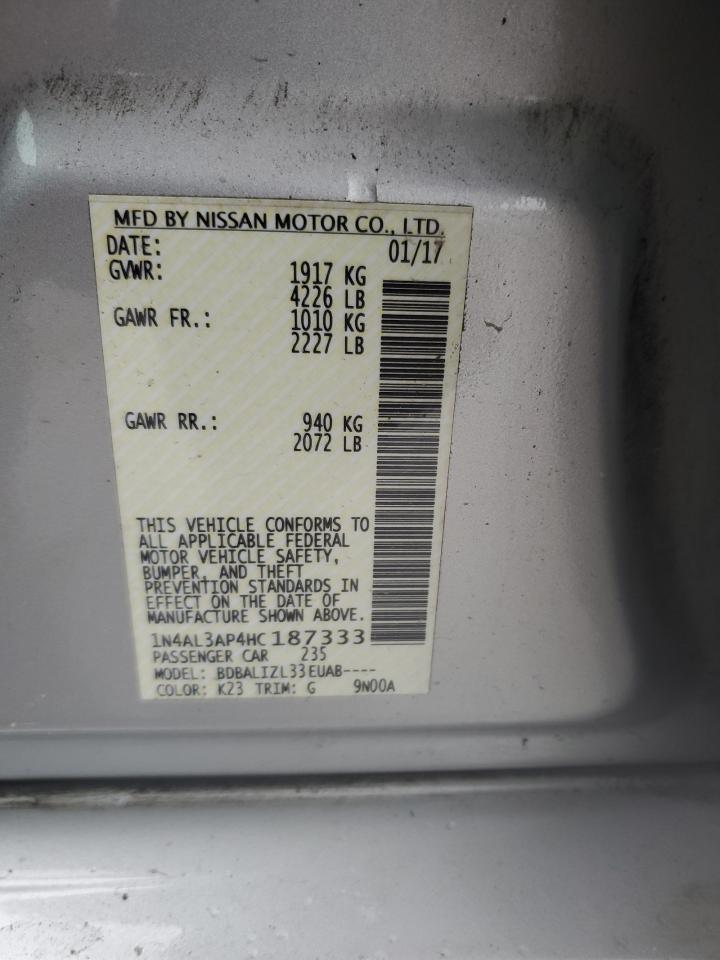 MFD BY NISSAN MOTOR CO., LTD.
DATE: 01/17
GVWR: 1917 KG
4226 LB
GAWR FR.: 1010 KG
2227 LB
GAWR RR.: 940 KG
2072 LB
THIS VEHICLE CONFORMS TO
ALL APPLICABLE FEDERAL
MOTOR VEHICLE SAFETY,
BUMPER, AND THEFT
PREVENTION STANDARDS IN
EFFECT ON THE DATE OF
MANUFACTURE SHOWN ABOVE.
1N4AL3AP4HC187333
PASSENGER CAR 235
MODEL: BDBALIZL33EUAB----
COLOR: K23 TRIM: G 9N00A